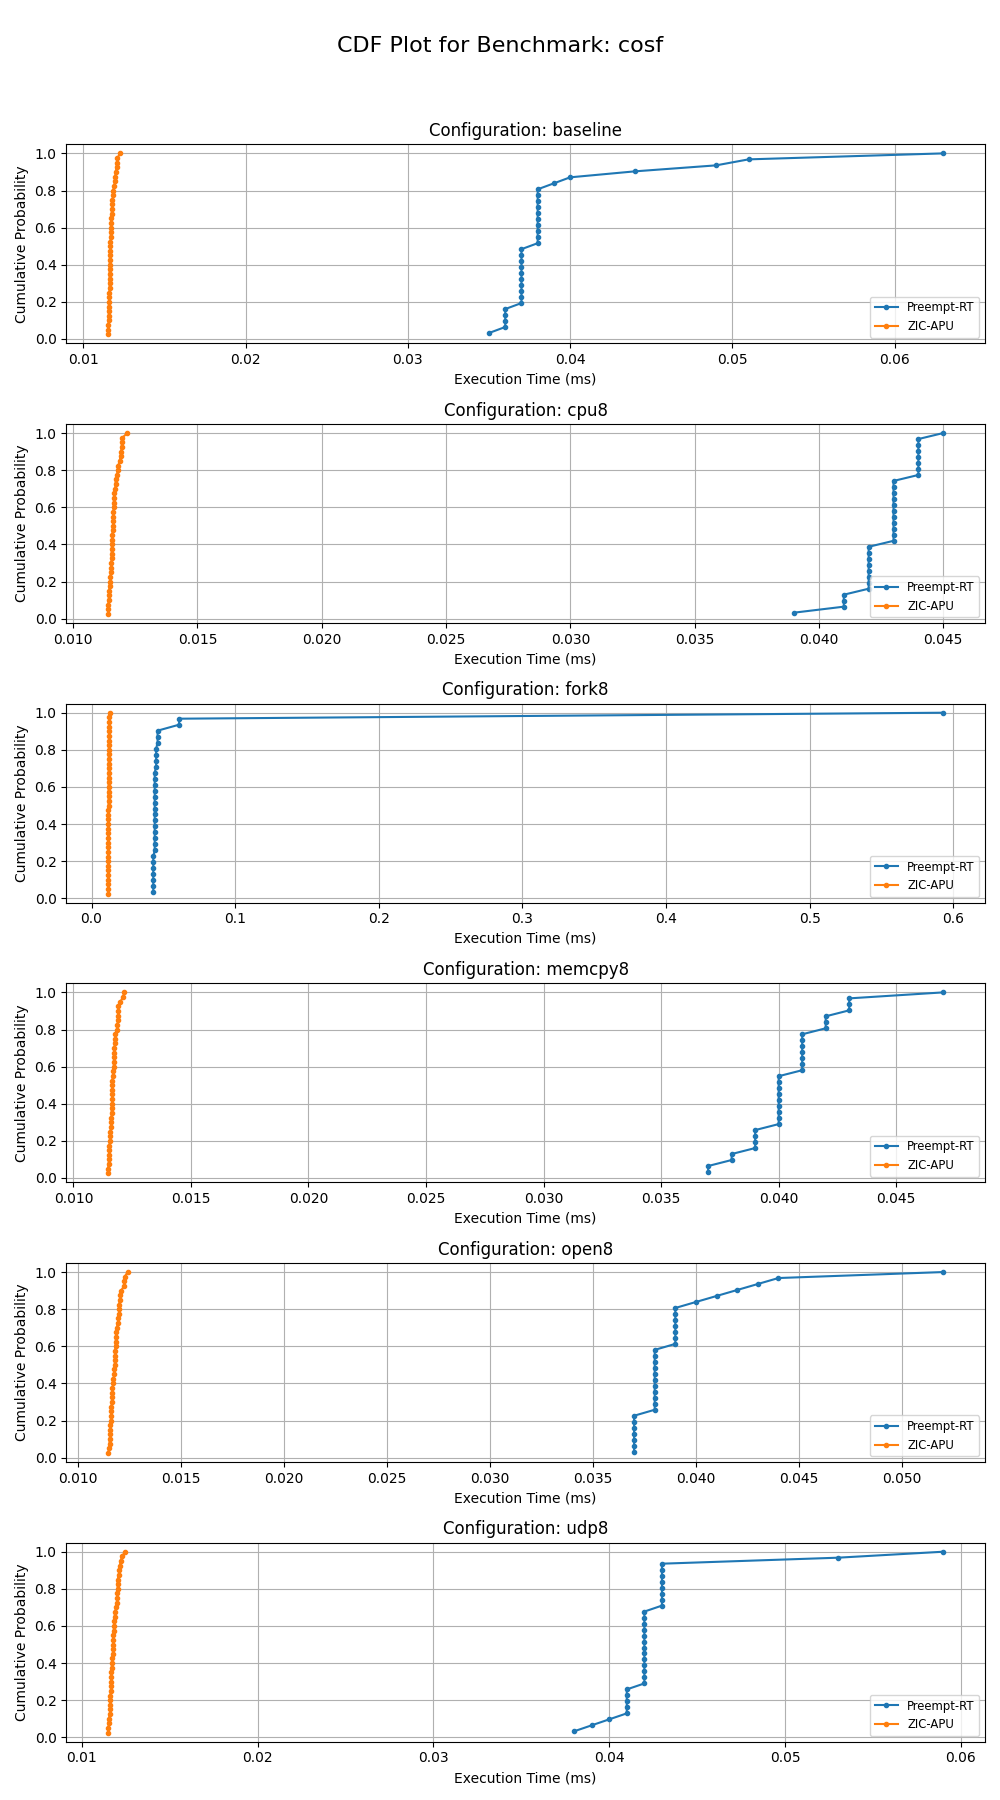 CDF Plot for Benchmark: cosf
Configuration: baseline
Cumulative Probability
1.0
0.8
0.6
0.4
0.2
0.0
Preempt-RT
ZIC-APU
0.01 0.02 0.03 0.04 0.05 0.06
Execution Time (ms)
Configuration: cpu8
Cumulative Probability
1.0
0.8
0.6
0.4
0.2
0.0
Preempt-RT
ZIC-APU
0.010 0.015 0.020 0.025 0.030 0.035 0.040 0.045
Execution Time (ms)
Configuration: fork8
Cumulative Probability
1.0
0.8
0.6
0.4
0.2
0.0
Preempt-RT
ZIC-APU
0.0 0.1 0.2 0.3 0.4 0.5 0.6
Execution Time (ms)
Configuration: memcpy8
Cumulative Probability
1.0
0.8
0.6
0.4
0.2
0.0
Preempt-RT
ZIC-APU
0.010 0.015 0.020 0.025 0.030 0.035 0.040 0.045
Execution Time (ms)
Configuration: open8
Cumulative Probability
1.0
0.8
0.6
0.4
0.2
0.0
Preempt-RT
ZIC-APU
0.010 0.015 0.020 0.025 0.030 0.035 0.040 0.045 0.050
Execution Time (ms)
Configuration: udp8
Cumulative Probability
1.0
0.8
0.6
0.4
0.2
0.0
Preempt-RT
ZIC-APU
0.01 0.02 0.03 0.04 0.05 0.06
Execution Time (ms)